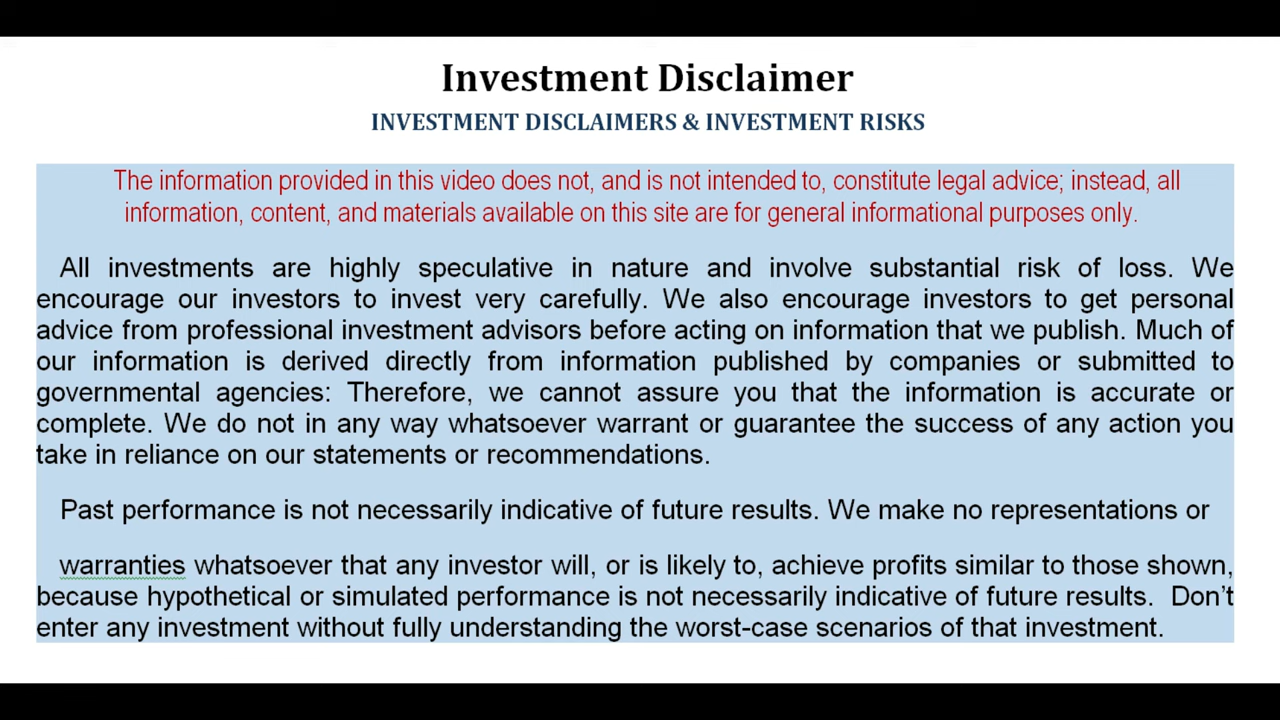 Investment Disclaimer
INVESTMENT DISCLAIMERS & INVESTMENT RISKS
The information provided in this video does not, and is not intended to, constitute legal advice; instead, all
information, content, and materials available on this site are for general informational purposes only.
All investments are highly speculative in nature and involve substantial risk of loss. We
encourage our investors to invest very carefully. We also encourage investors to get personal
advice from professional investment advisors before acting on information that we publish. Much of
our information is derived directly from information published by companies or submitted to
governmental agencies: Therefore, we cannot assure you that the information is accurate or
complete. We do not in any way whatsoever warrant or guarantee the success of any action you
take in reliance on our statements or recommendations.
Past performance is not necessarily indicative of future results. We make no representations or
warranties whatsoever that any investor will, or is likely to, achieve profits similar to those shown,
because hypothetical or simulated performance is not necessarily indicative of future results.  Don’t
enter any investment without fully understanding the worst-case scenarios of that investment.